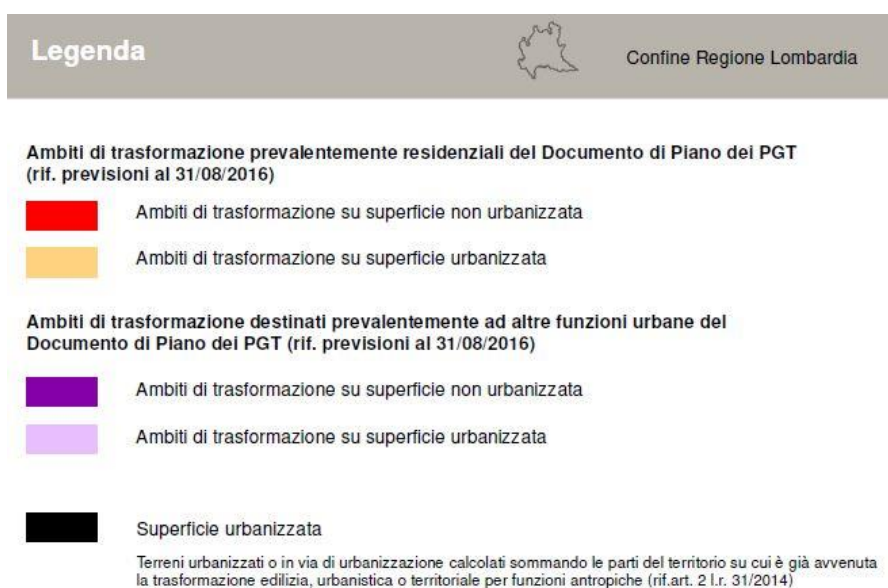 Legenda
Confine Regione Lombardia
Ambiti di trasformazione prevalentemente residenziali del Documento di Piano dei PGT
(rif. previsioni al 31/08/2016)
Ambiti di trasformazione su superficie non urbanizzata
Ambiti di trasformazione su superficie urbanizzata
Ambiti di trasformazione destinati prevalentemente ad altre funzioni urbane del
Documento di Piano dei PGT (rif. previsioni al 31/08/2016)
Ambiti di trasformazione su superficie non urbanizzata
Ambiti di trasformazione su superficie urbanizzata
Superficie urbanizzata
Terreni urbanizzati o in via di urbanizzazione calcolati sommando le parti del territorio su cui è già avvenuta
la trasformazione edilizia, urbanistica o territoriale per funzioni antropiche (rif.art. 2 l.r. 31/2014)